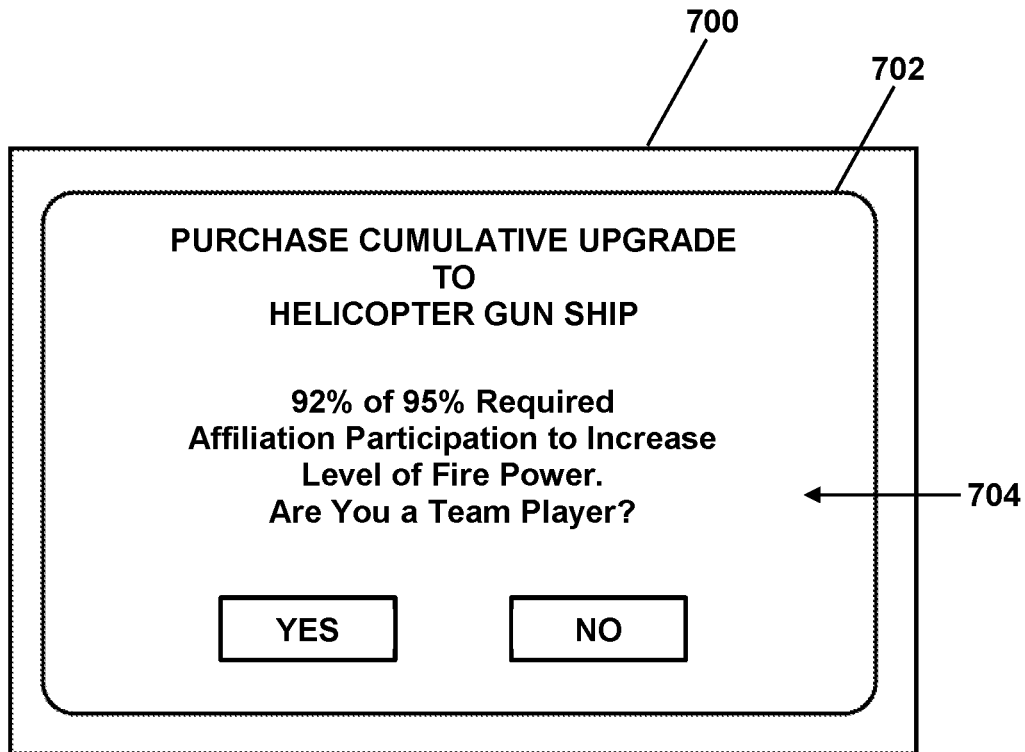 700
702
PURCHASE CUMULATIVE UPGRADE
TO
HELICOPTER GUN SHIP
92% of 95% Required
Affiliation Participation to Increase
Level of Fire Power.
Are You a Team Player?
704
YES
NO